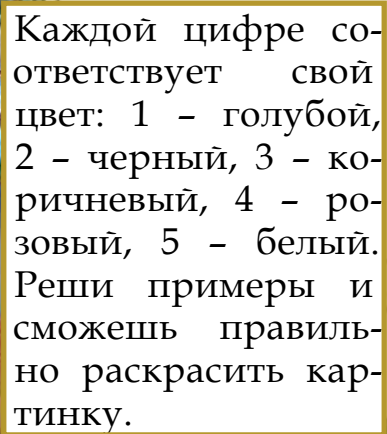 Каждой цифре со-
ответствует свой
цвет: 1 – голубой,
2 – черный, 3 – ко-
ричневый, 4 – ро-
зовый, 5 – белый.
Реши примеры и
сможешь правиль-
но раскрасить кар-
тинку.